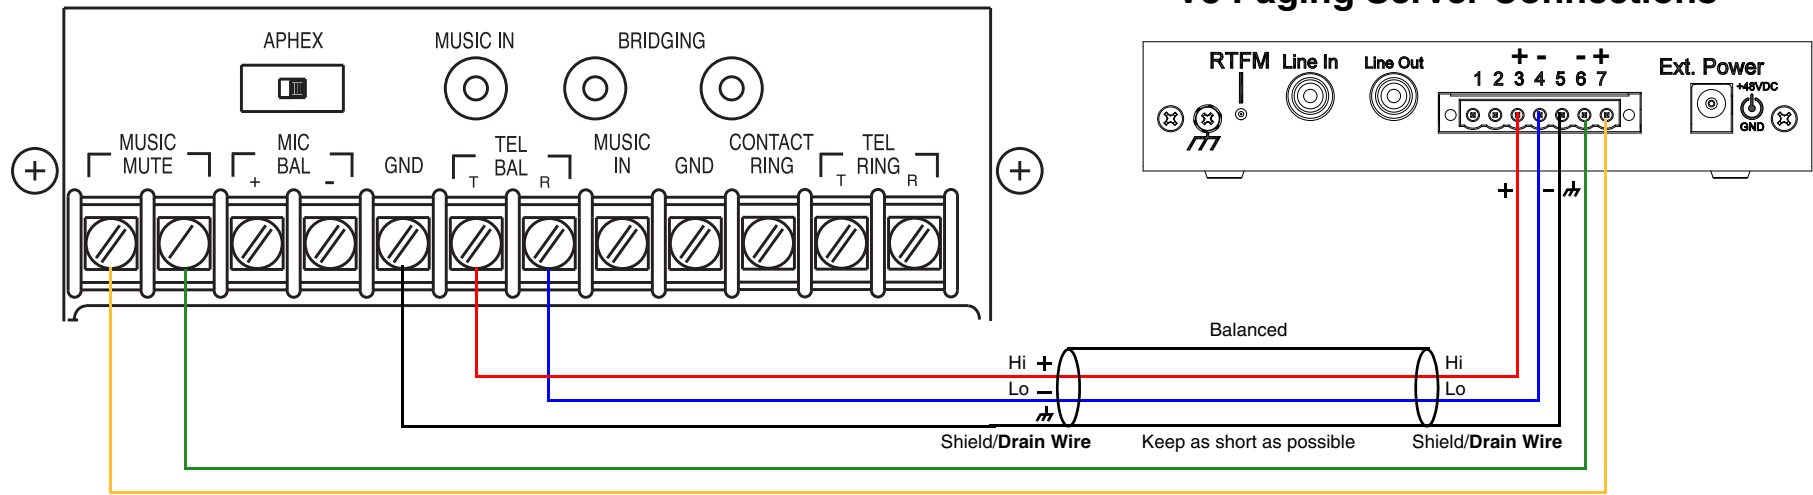 Paging Server Connections
APHEX
MUSIC IN
BRIDGING
MUSIC
MUTE
MIC
BAL
+ -
GND
TEL
BAL
T R
MUSIC
IN
GND
CONTACT
RING
TEL
RING
T R
RTFM
Line In
Line Out
+ - - +
1 2 3 4 5 6 7
Ext. Power
+48VDC
GND
+ -
Balanced
Hi +
Hi
Lo -
Lo
Shield/Drain Wire
Keep as short as possible
Shield/Drain Wire